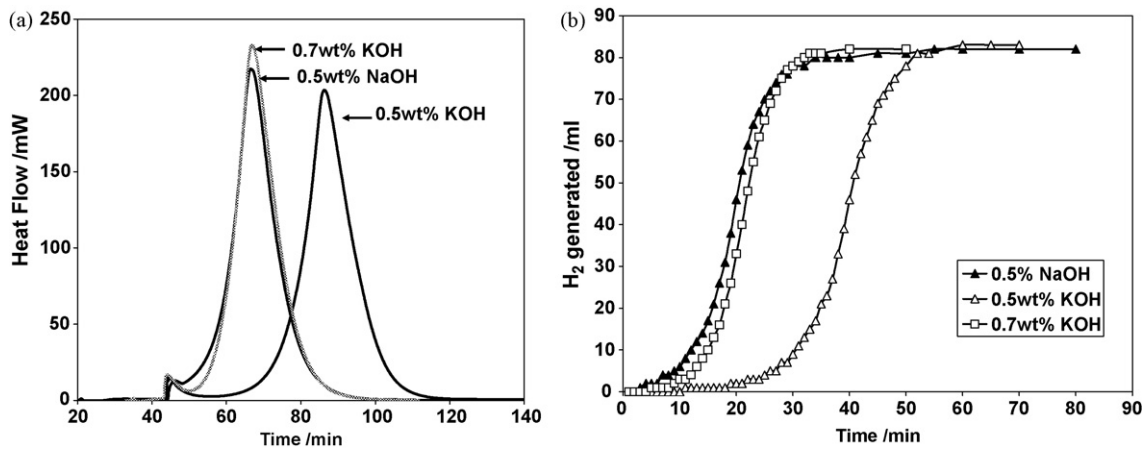 (a)
250
200
150
100
50
0
20 40 60 80 100 120 140
Heat Flow /mW
Time /min
0.7wt% KOH
0.5wt% NaOH
0.5wt% KOH
(b)
90
80
70
60
50
40
30
20
10
0
0 10 20 30 40 50 60 70 80 90
H₂ generated /ml
Time /min
0.5% NaOH
0.5wt% KOH
0.7wt% KOH